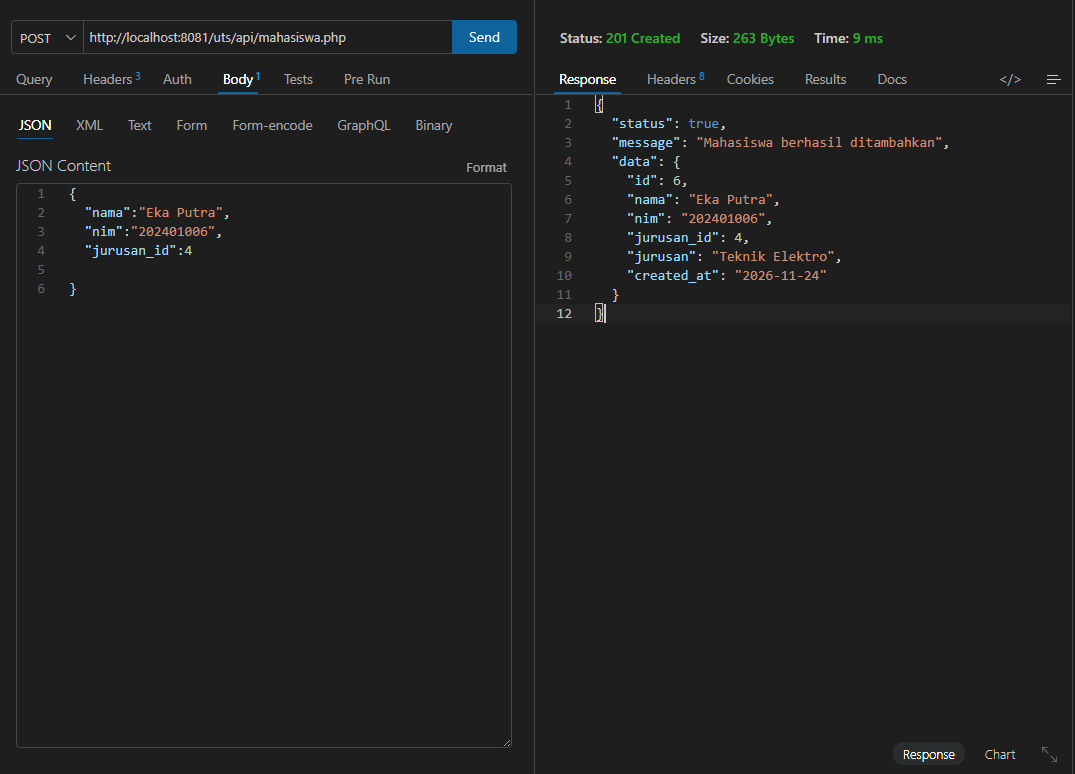 POST http://localhost:8081/uts/api/mahasiswa.php Send
Query Headers 3 Auth Body 1 Tests Pre Run
JSON XML Text Form Form-encode GraphQL Binary
JSON Content Format
1 {
2 "nama":"Eka Putra",
3 "nim":"202401006",
4 "jurusan_id":4
5
6 }
Status: 201 Created Size: 263 Bytes Time: 9 ms
Response Headers 8 Cookies Results Docs </>
1 {
2 "status": true,
3 "message": "Mahasiswa berhasil ditambahkan",
4 "data": {
5 "id": 6,
6 "nama": "Eka Putra",
7 "nim": "202401006",
8 "jurusan_id": 4,
9 "jurusan": "Teknik Elektro",
10 "created_at": "2026-11-24"
11 }
12 }
Response Chart